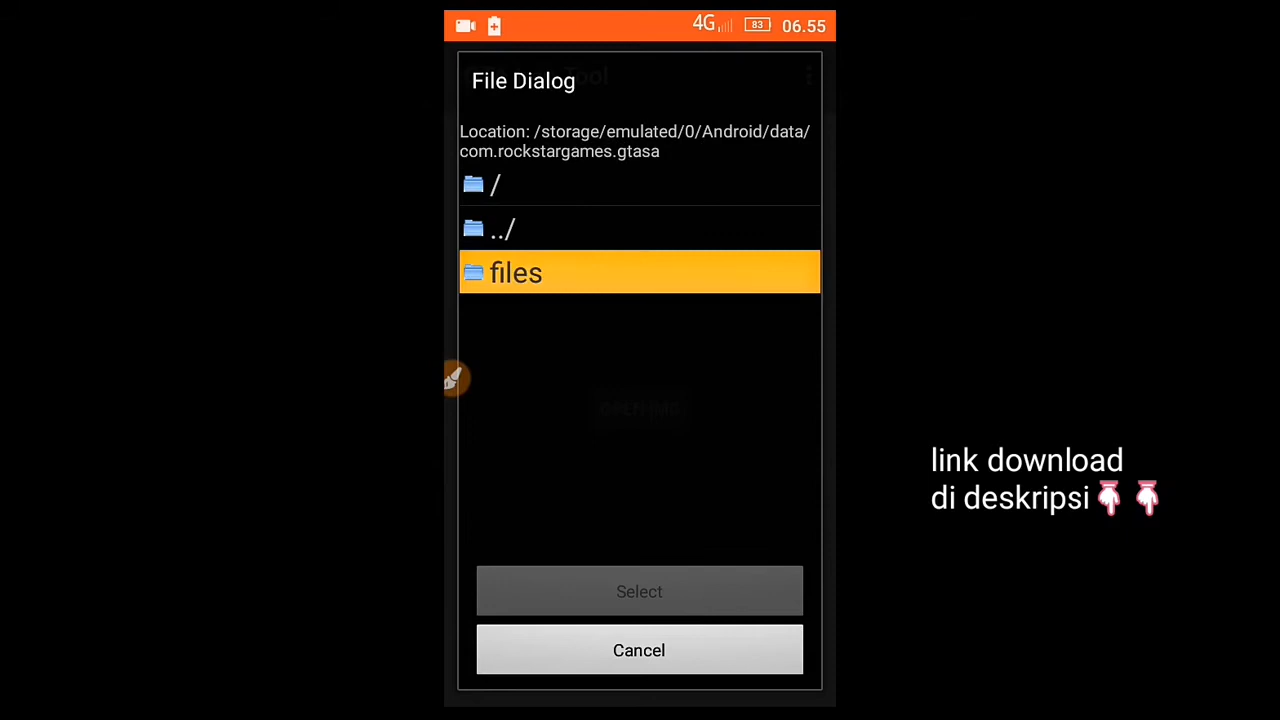 4G 83 06.55
Tool
File Dialog
Location: /storage/emulated/0/Android/data/
com.rockstargames.gtasa
/
../
files
link download
di deskripsi👇👇
Select
Cancel